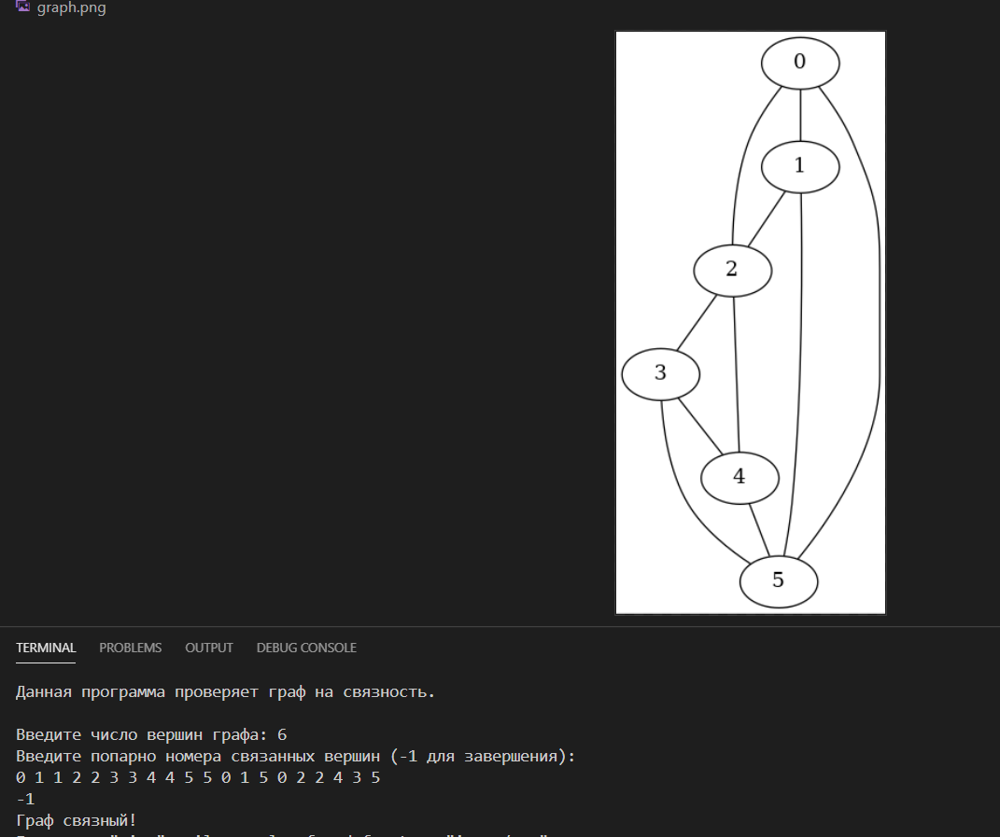 graph.png
0
1
2
3
4
5
TERMINAL PROBLEMS OUTPUT DEBUG CONSOLE
Данная программа проверяет граф на связность.
Введите число вершин графа: 6
Введите попарно номера связанных вершин (-1 для завершения):
0 1 1 2 2 3 3 4 4 5 5 0 1 5 0 2 2 4 3 5
-1
Граф связный!